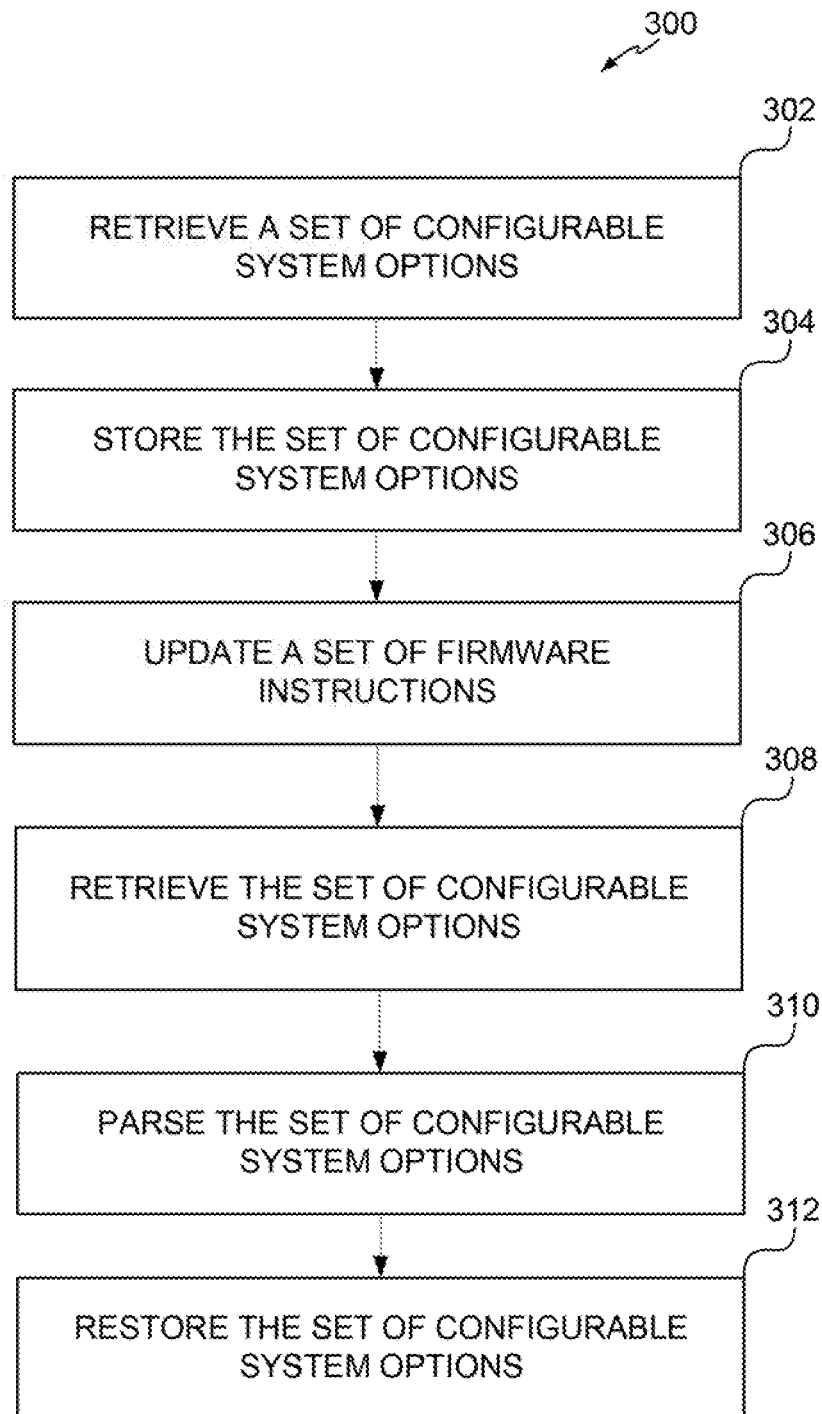 300
302
RETRIEVE A SET OF CONFIGURABLE
SYSTEM OPTIONS
304
STORE THE SET OF CONFIGURABLE
SYSTEM OPTIONS
306
UPDATE A SET OF FIRMWARE
INSTRUCTIONS
308
RETRIEVE THE SET OF CONFIGURABLE
SYSTEM OPTIONS
310
PARSE THE SET OF CONFIGURABLE
SYSTEM OPTIONS
312
RESTORE THE SET OF CONFIGURABLE
SYSTEM OPTIONS